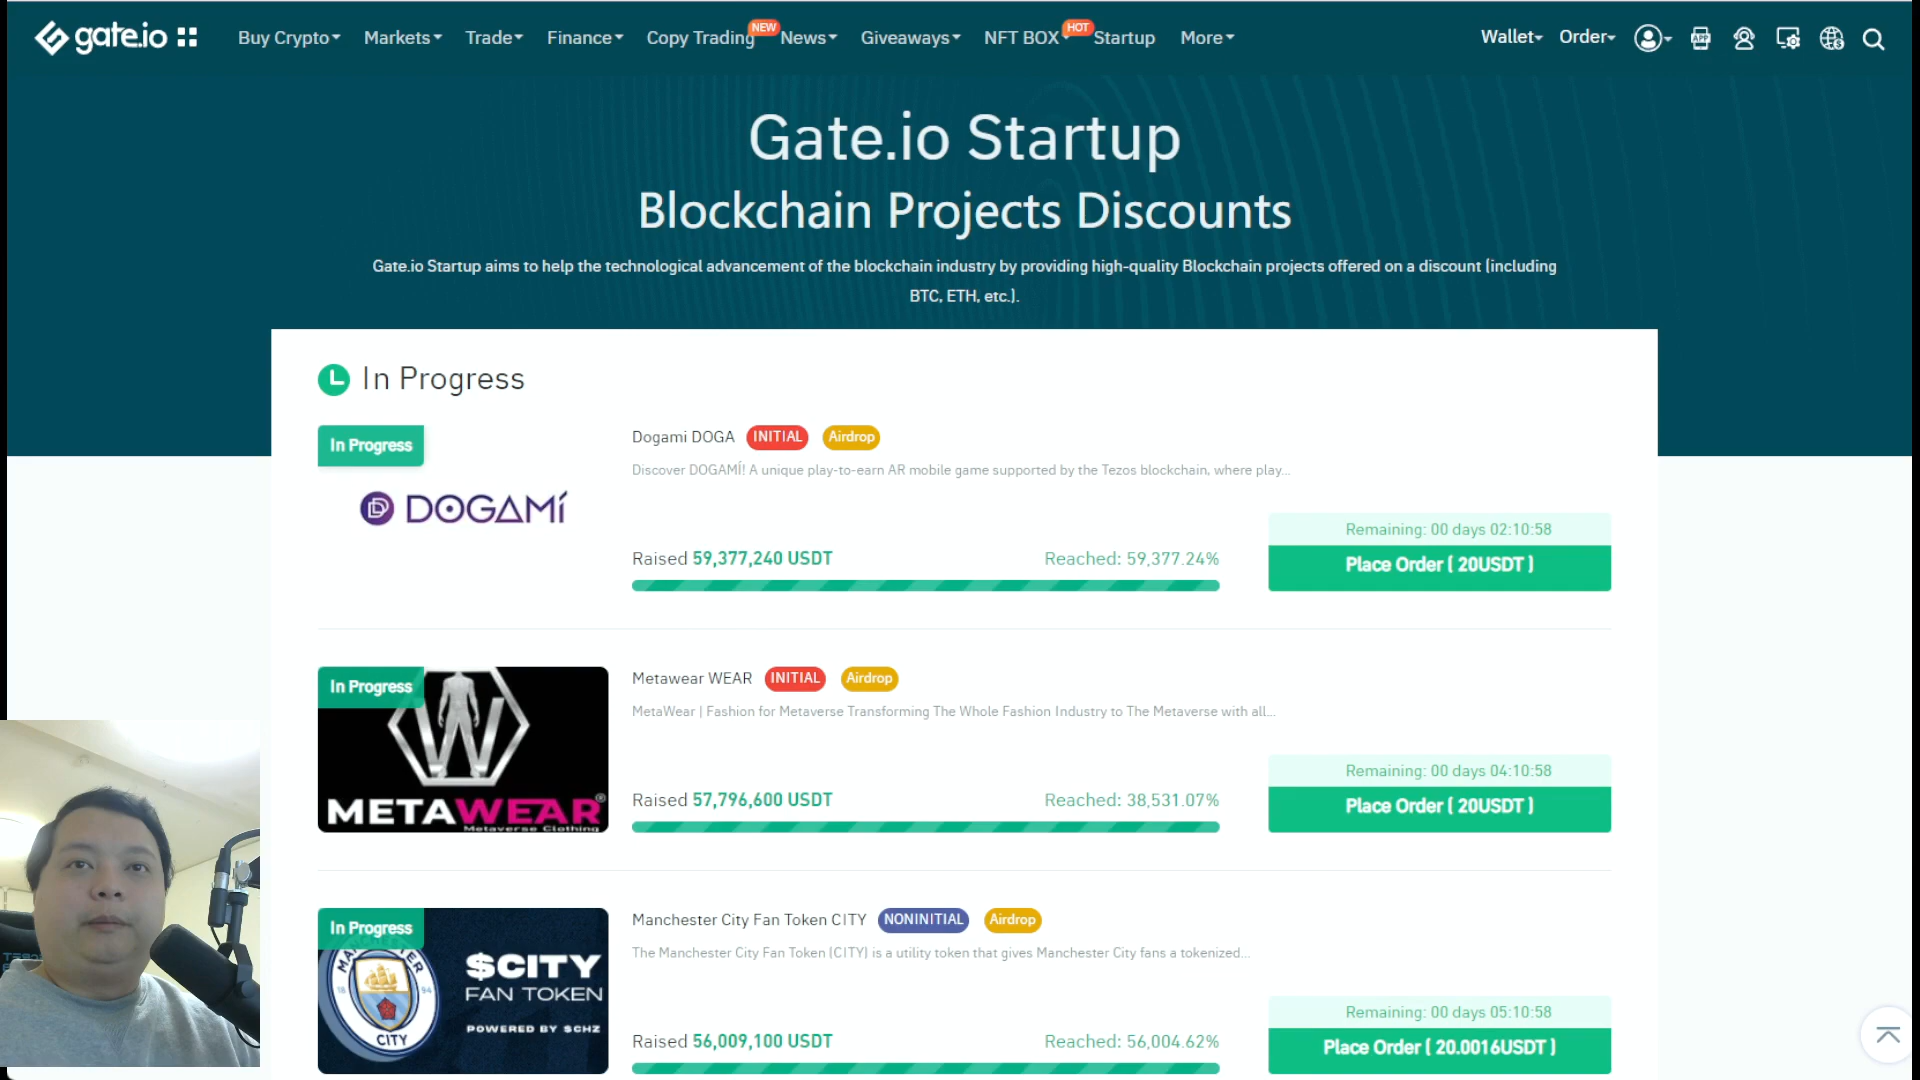 gate.io
Buy Crypto Markets Trade Finance Copy Trading NEW News Giveaways NFT BOX HOT Startup More Wallet Order APP
Gate.io Startup
Blockchain Projects Discounts
Gate.io Startup aims to help the technological advancement of the blockchain industry by providing high-quality Blockchain projects offered on a discount (including
BTC, ETH, etc.).
In Progress
In Progress
DOGAMÍ
Dogami DOGA INITIAL Airdrop
Discover DOGAMÍ! A unique play-to-earn AR mobile game supported by the Tezos blockchain, where play...
Raised 59,377,240 USDT Reached: 59,377.24%
Remaining: 00 days 02:10:58
Place Order ( 20USDT )
In Progress
W
METAWEAR®
Metaverse Clothing
Metawear WEAR INITIAL Airdrop
MetaWear | Fashion for Metaverse Transforming The Whole Fashion Industry to The Metaverse with all...
Raised 57,796,600 USDT Reached: 38,531.07%
Remaining: 00 days 04:10:58
Place Order ( 20USDT )
In Progress
MANCHESTER
18 94
CITY
$CITY
FAN TOKEN
POWERED BY $CHZ
Manchester City Fan Token CITY NONINITIAL Airdrop
The Manchester City Fan Token (CITY) is a utility token that gives Manchester City fans a tokenized...
Raised 56,009,100 USDT Reached: 56,004.62%
Remaining: 00 days 05:10:58
Place Order ( 20.0016USDT )